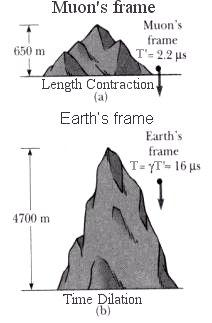 Muon's frame
650 m
Muon's
frame
T'= 2.2 μs
Length Contraction
(a)
Earth's frame
Earth's
frame
T= γT'= 16 μs
4700 m
Time Dilation
(b)